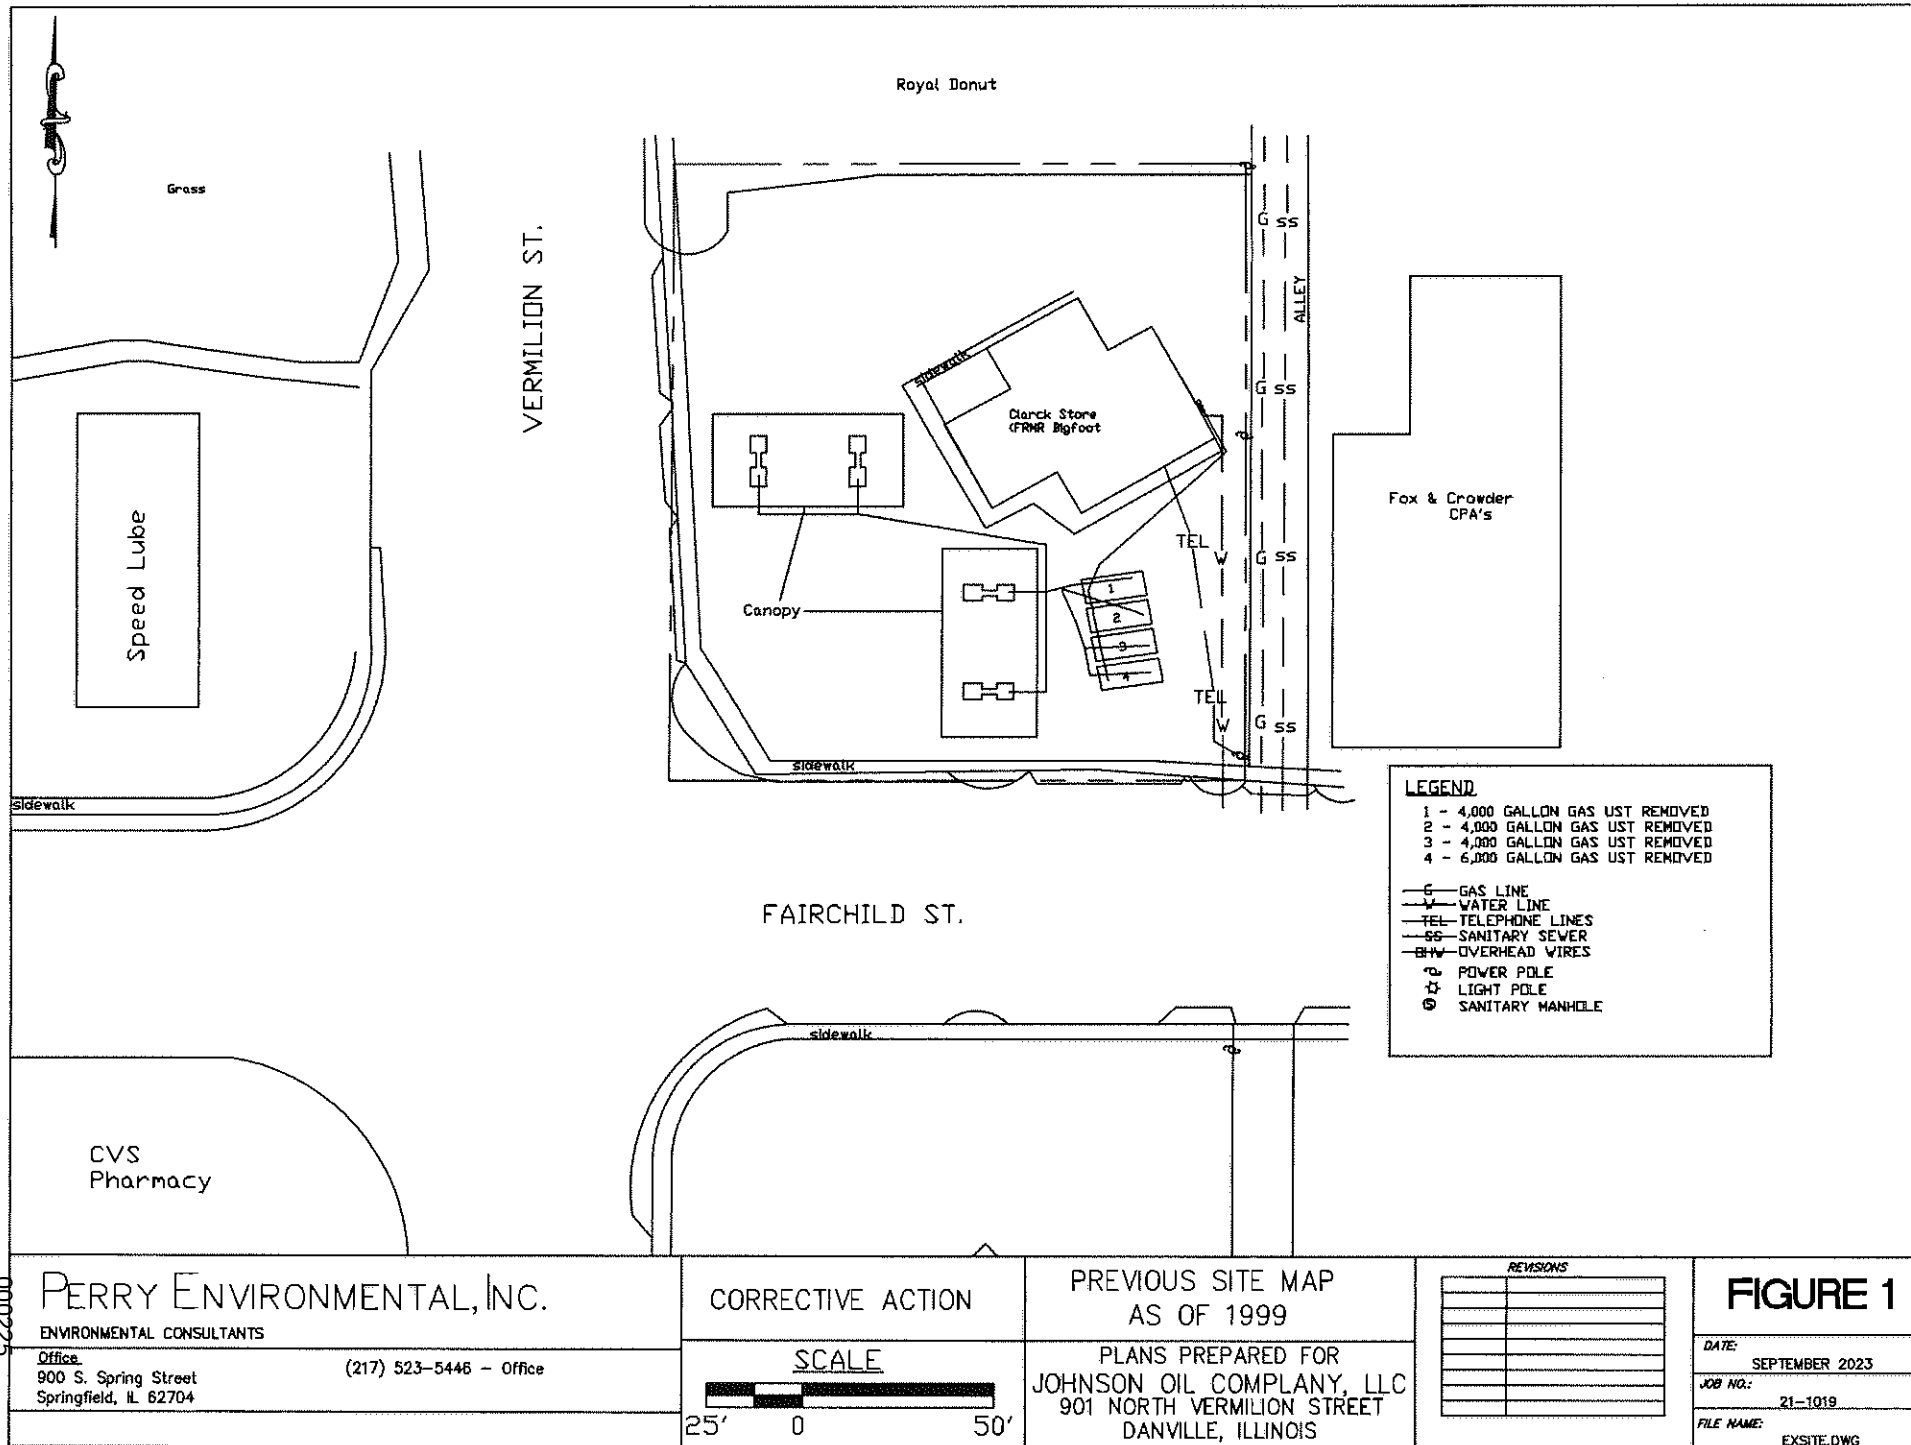 Royal Donut
Grass
VERMILION ST.
G SS
ALLEY
sidewalk
Clarck Store
(FRMR Bigfoot
G SS
Speed Lube
Fox & Crowder
CPA's
TEL
W
G SS
Canopy
1
2
3
4
TEL
W
G SS
sidewalk
sidewalk
LEGEND
1 - 4,000 GALLON GAS UST REMOVED
2 - 4,000 GALLON GAS UST REMOVED
3 - 4,000 GALLON GAS UST REMOVED
4 - 6,000 GALLON GAS UST REMOVED
G GAS LINE
W WATER LINE
TEL TELEPHONE LINES
SS SANITARY SEWER
OHW OVERHEAD WIRES
POWER POLE
LIGHT POLE
S SANITARY MANHOLE
FAIRCHILD ST.
sidewalk
CVS
Pharmacy
PERRY ENVIRONMENTAL, INC.
ENVIRONMENTAL CONSULTANTS
Office
900 S. Spring Street
Springfield, IL 62704
(217) 523-5446 - Office
CORRECTIVE ACTION
SCALE
25' 0 50'
PREVIOUS SITE MAP
AS OF 1999
PLANS PREPARED FOR
JOHNSON OIL COMPLANY, LLC
901 NORTH VERMILION STREET
DANVILLE, ILLINOIS
REVISIONS
FIGURE 1
DATE:
SEPTEMBER 2023
JOB NO.:
21-1019
FILE NAME:
EXSITE.DWG